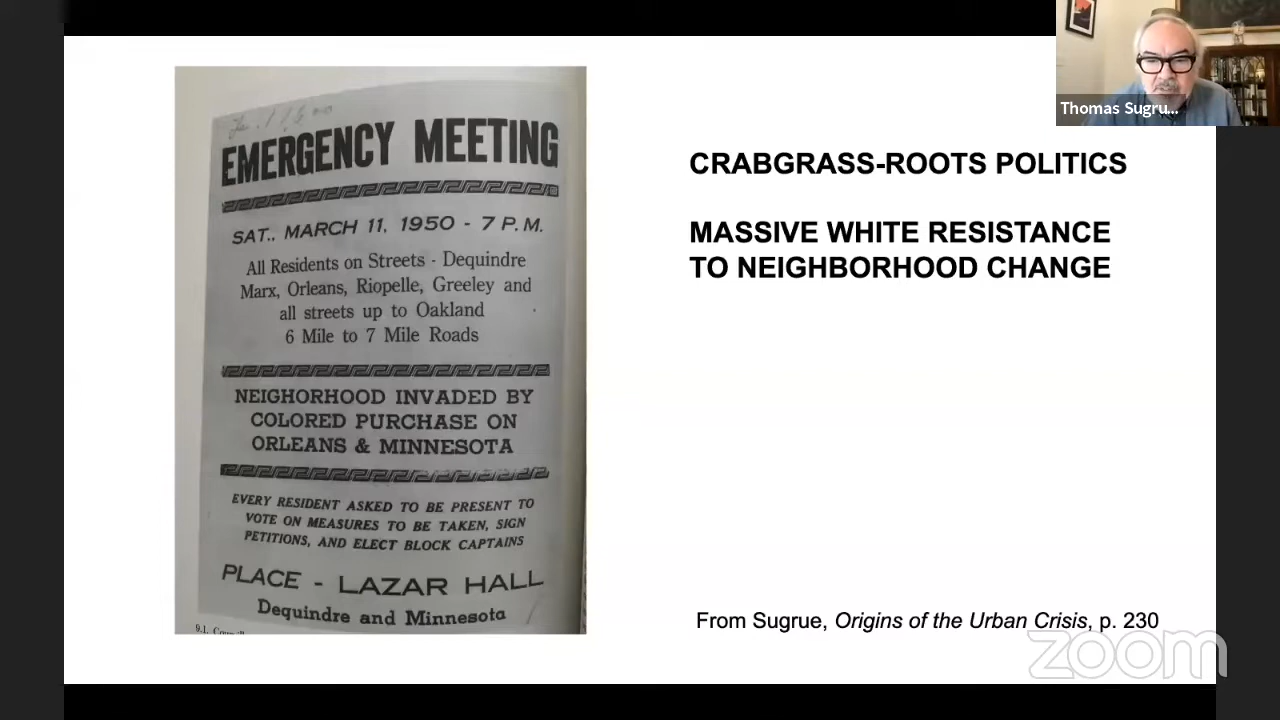 Thomas Sugru...
EMERGENCY MEETING
SAT., MARCH 11, 1950 - 7 P.M.
All Residents on Streets - Dequindre
Marx, Orleans, Riopelle, Greeley and
all streets up to Oakland
6 Mile to 7 Mile Roads
NEIGHORHOOD INVADED BY
COLORED PURCHASE ON
ORLEANS & MINNESOTA
EVERY RESIDENT ASKED TO BE PRESENT TO
VOTE ON MEASURES TO BE TAKEN, SIGN
PETITIONS, AND ELECT BLOCK CAPTAINS
PLACE - LAZAR HALL
Dequindre and Minnesota
9.1.
CRABGRASS-ROOTS POLITICS
MASSIVE WHITE RESISTANCE
TO NEIGHBORHOOD CHANGE
From Sugrue, Origins of the Urban Crisis, p. 230
zoom